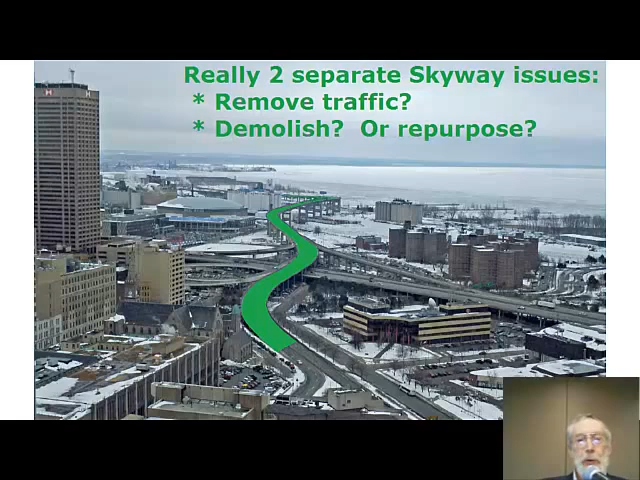 Really 2 separate Skyway issues:
* Remove traffic?
* Demolish?  Or repurpose?